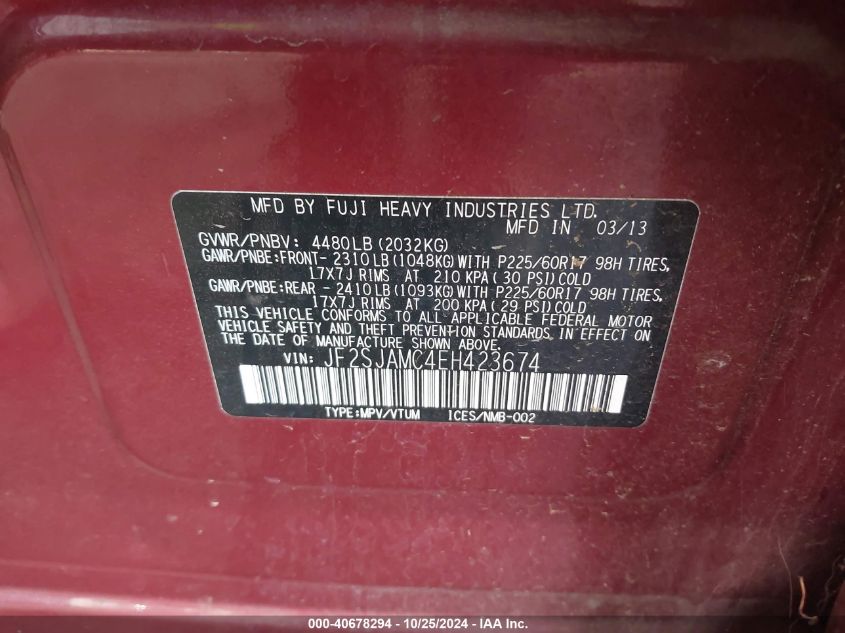 MFD BY FUJI HEAVY INDUSTRIES LTD.
MFD IN 03/13
GVWR/PNBV: 4480LB(2032KG)
GAWR/PNBE:FRONT- 2310LB(1048KG)WITH P225/60R17 98H TIRES,
17X7J RIMS AT 210 KPA(30 PSI)COLD
GAWR/PNBE:REAR - 2410LB(1093KG)WITH P225/60R17 98H TIRES,
17X7J RIMS AT 200 KPA(29 PSI)COLD
THIS VEHICLE CONFORMS TO ALL APPLICABLE FEDERAL MOTOR
VEHICLE SAFETY AND THEFT PREVENTION STANDARDS IN EFFECT ON
THE DATE OF MANUFACTURE SHOWN ABOVE.
VIN: JF2SJAMC4EH423674
TYPE:MPV/VTUM ICES/NMB-002
000-40678294 - 10/25/2024 - IAA Inc.